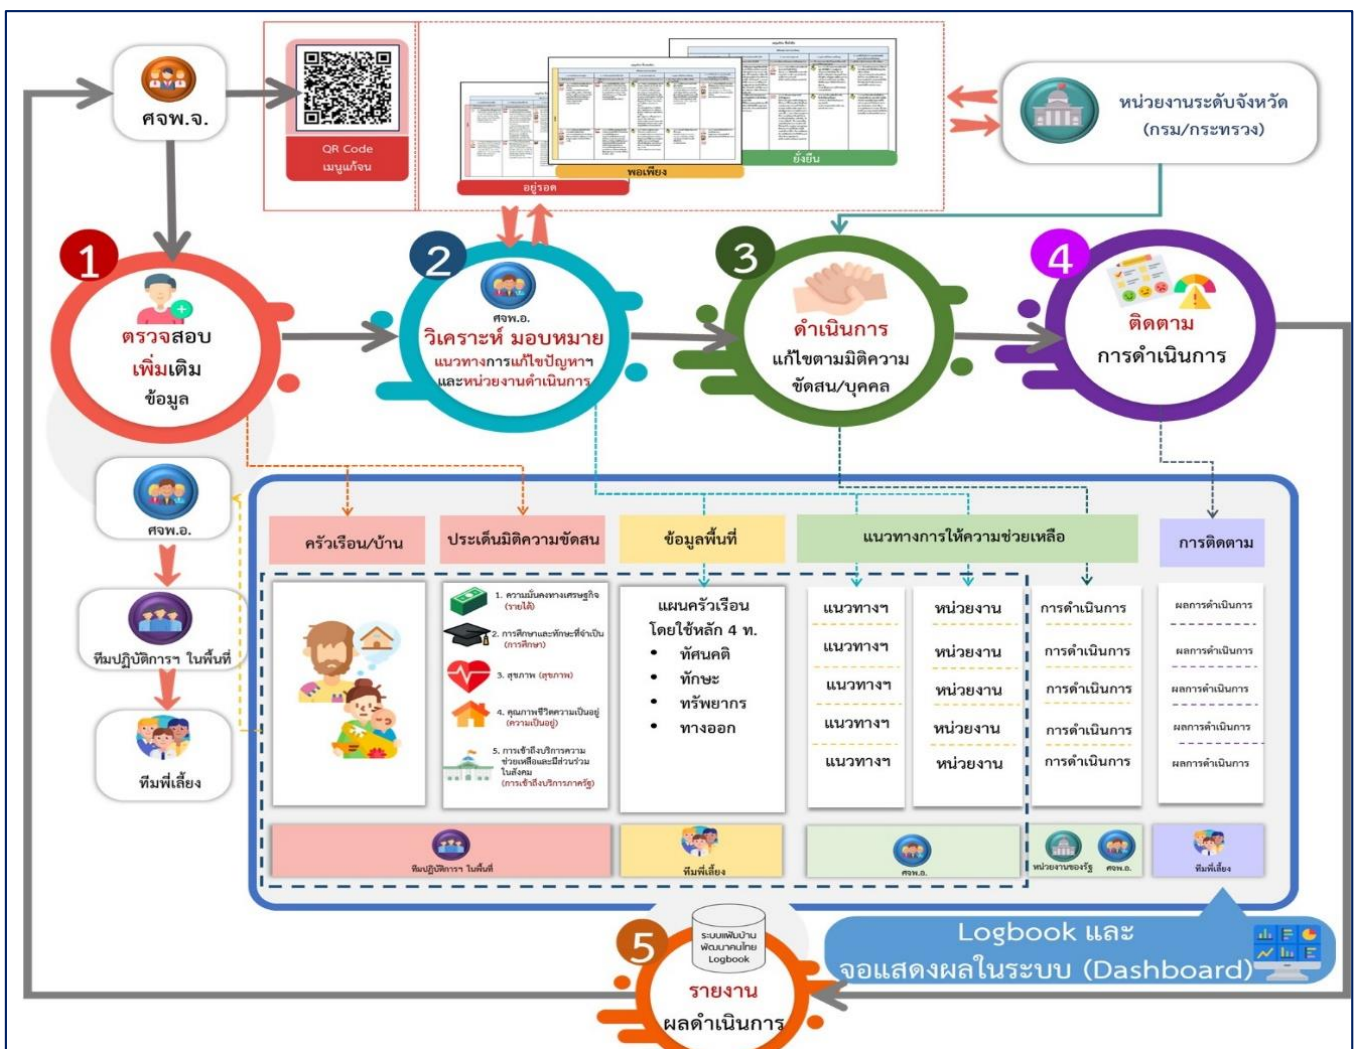 ศจพ.จ.
QR Code
เมนูแก้จน
อยู่รอด
พอเพียง
ยั่งยืน
หน่วยงานระดับจังหวัด
(กรม/กระทรวง)
1
ตรวจสอบ
เพิ่มเติม
ข้อมูล
2
ศจพ.อ.
วิเคราะห์ มอบหมาย
แนวทางการแก้ไขปัญหาฯ
และหน่วยงานดำเนินการ
3
ดำเนินการ
แก้ไขตามมิติความ
ขัดสน/บุคคล
4
ติดตาม
การดำเนินการ
ศจพ.อ.
ทีมปฏิบัติการฯ ในพื้นที่
ทีมพี่เลี้ยง
ครัวเรือน/บ้าน
ประเด็นมิติความขัดสน
ข้อมูลพื้นที่
แนวทางการให้ความช่วยเหลือ
การติดตาม
1. ความมั่นคงทางเศรษฐกิจ
(รายได้)
2. การศึกษาและทักษะที่จำเป็น
(การศึกษา)
3. สุขภาพ (สุขภาพ)
4. คุณภาพชีวิตความเป็นอยู่
(ความเป็นอยู่)
5. การเข้าถึงบริการความ
ช่วยเหลือและมีส่วนร่วม
ในสังคม
(การเข้าถึงบริการภาครัฐ)
แผนครัวเรือน
โดยใช้หลัก 4 ท.
• ทัศนคติ
• ทักษะ
• ทรัพยากร
• ทางออก
แนวทางฯ
แนวทางฯ
แนวทางฯ
แนวทางฯ
แนวทางฯ
หน่วยงาน
หน่วยงาน
หน่วยงาน
หน่วยงาน
หน่วยงาน
การดำเนินการ
การดำเนินการ
การดำเนินการ
การดำเนินการ
การดำเนินการ
ผลการดำเนินการ
ผลการดำเนินการ
ผลการดำเนินการ
ผลการดำเนินการ
ผลการดำเนินการ
ทีมปฏิบัติการฯ ในพื้นที่
ทีมพี่เลี้ยง
ศจพ.อ.
หน่วยงานของรัฐ
ศจพ.อ.
ทีมพี่เลี้ยง
Logbook และ
จอแสดงผลในระบบ (Dashboard)
5
ระบบแฟ้มบ้าน
พัฒนาคนไทย
Logbook
รายงาน
ผลดำเนินการ